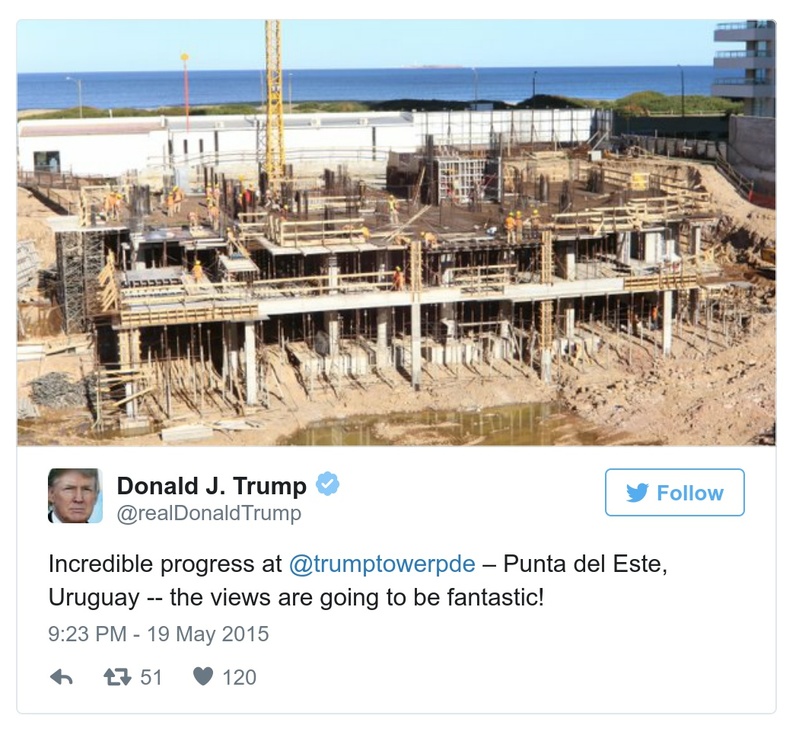 Donald J. Trump
@realDonaldTrump
Follow
Incredible progress at @trumptowerpde – Punta del Este,
Uruguay -- the views are going to be fantastic!
9:23 PM - 19 May 2015
51 120